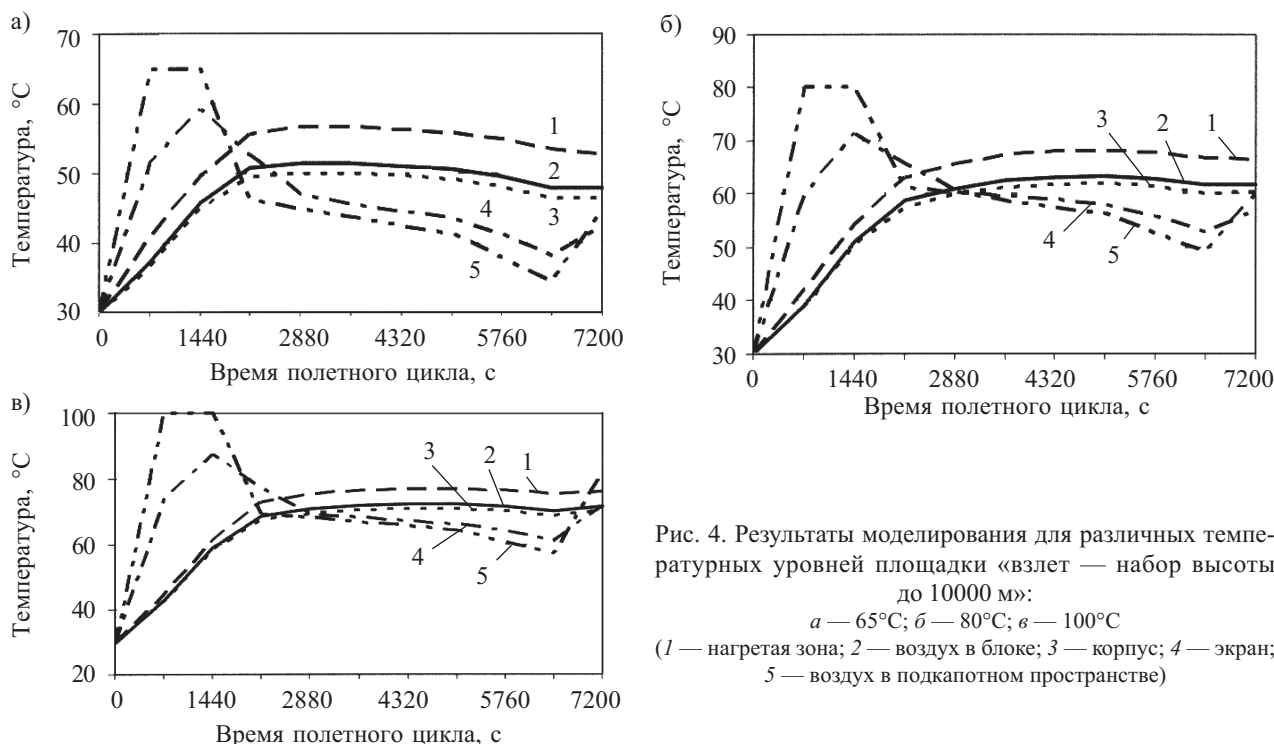 а)
Температура, °С
70
60
50
40
30
1
2
3
4
5
0 1440 2880 4320 5760 7200
Время полетного цикла, с
б)
Температура, °С
90
80
70
60
50
40
30
3 2 1
4 5
0 1440 2880 4320 5760 7200
Время полетного цикла, с
в)
Температура, °С
100
80
60
40
20
3 2 1
4 5
0 1440 2880 4320 5760 7200
Время полетного цикла, с
Рис. 4. Результаты моделирования для различных темпе-
ратурных уровней площадки «взлет — набор высоты
до 10000 м»:
а — 65°С; б — 80°С; в — 100°С
(1 — нагретая зона; 2 — воздух в блоке; 3 — корпус; 4 — экран;
5 — воздух в подкапотном пространстве)